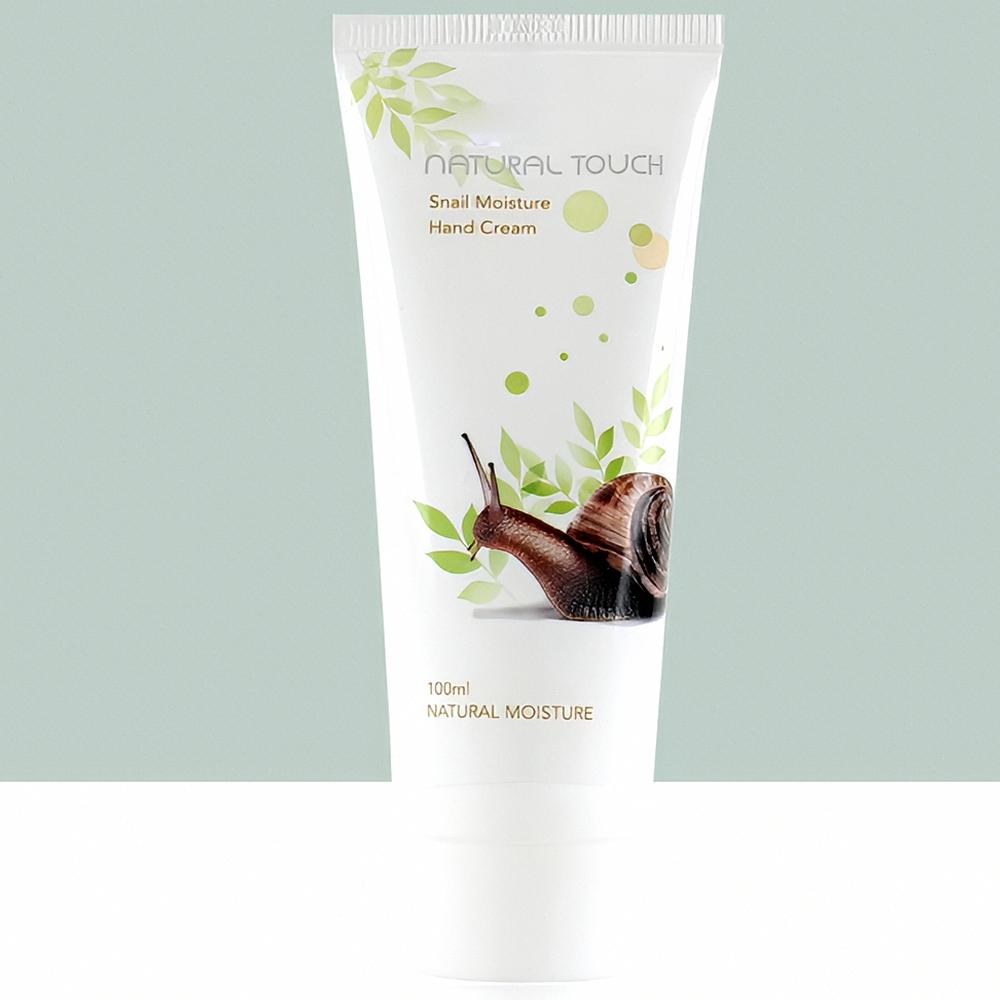 NATURAL TOUCH
Snail Moisture
Hand Cream
100ml
NATURAL MOISTURE